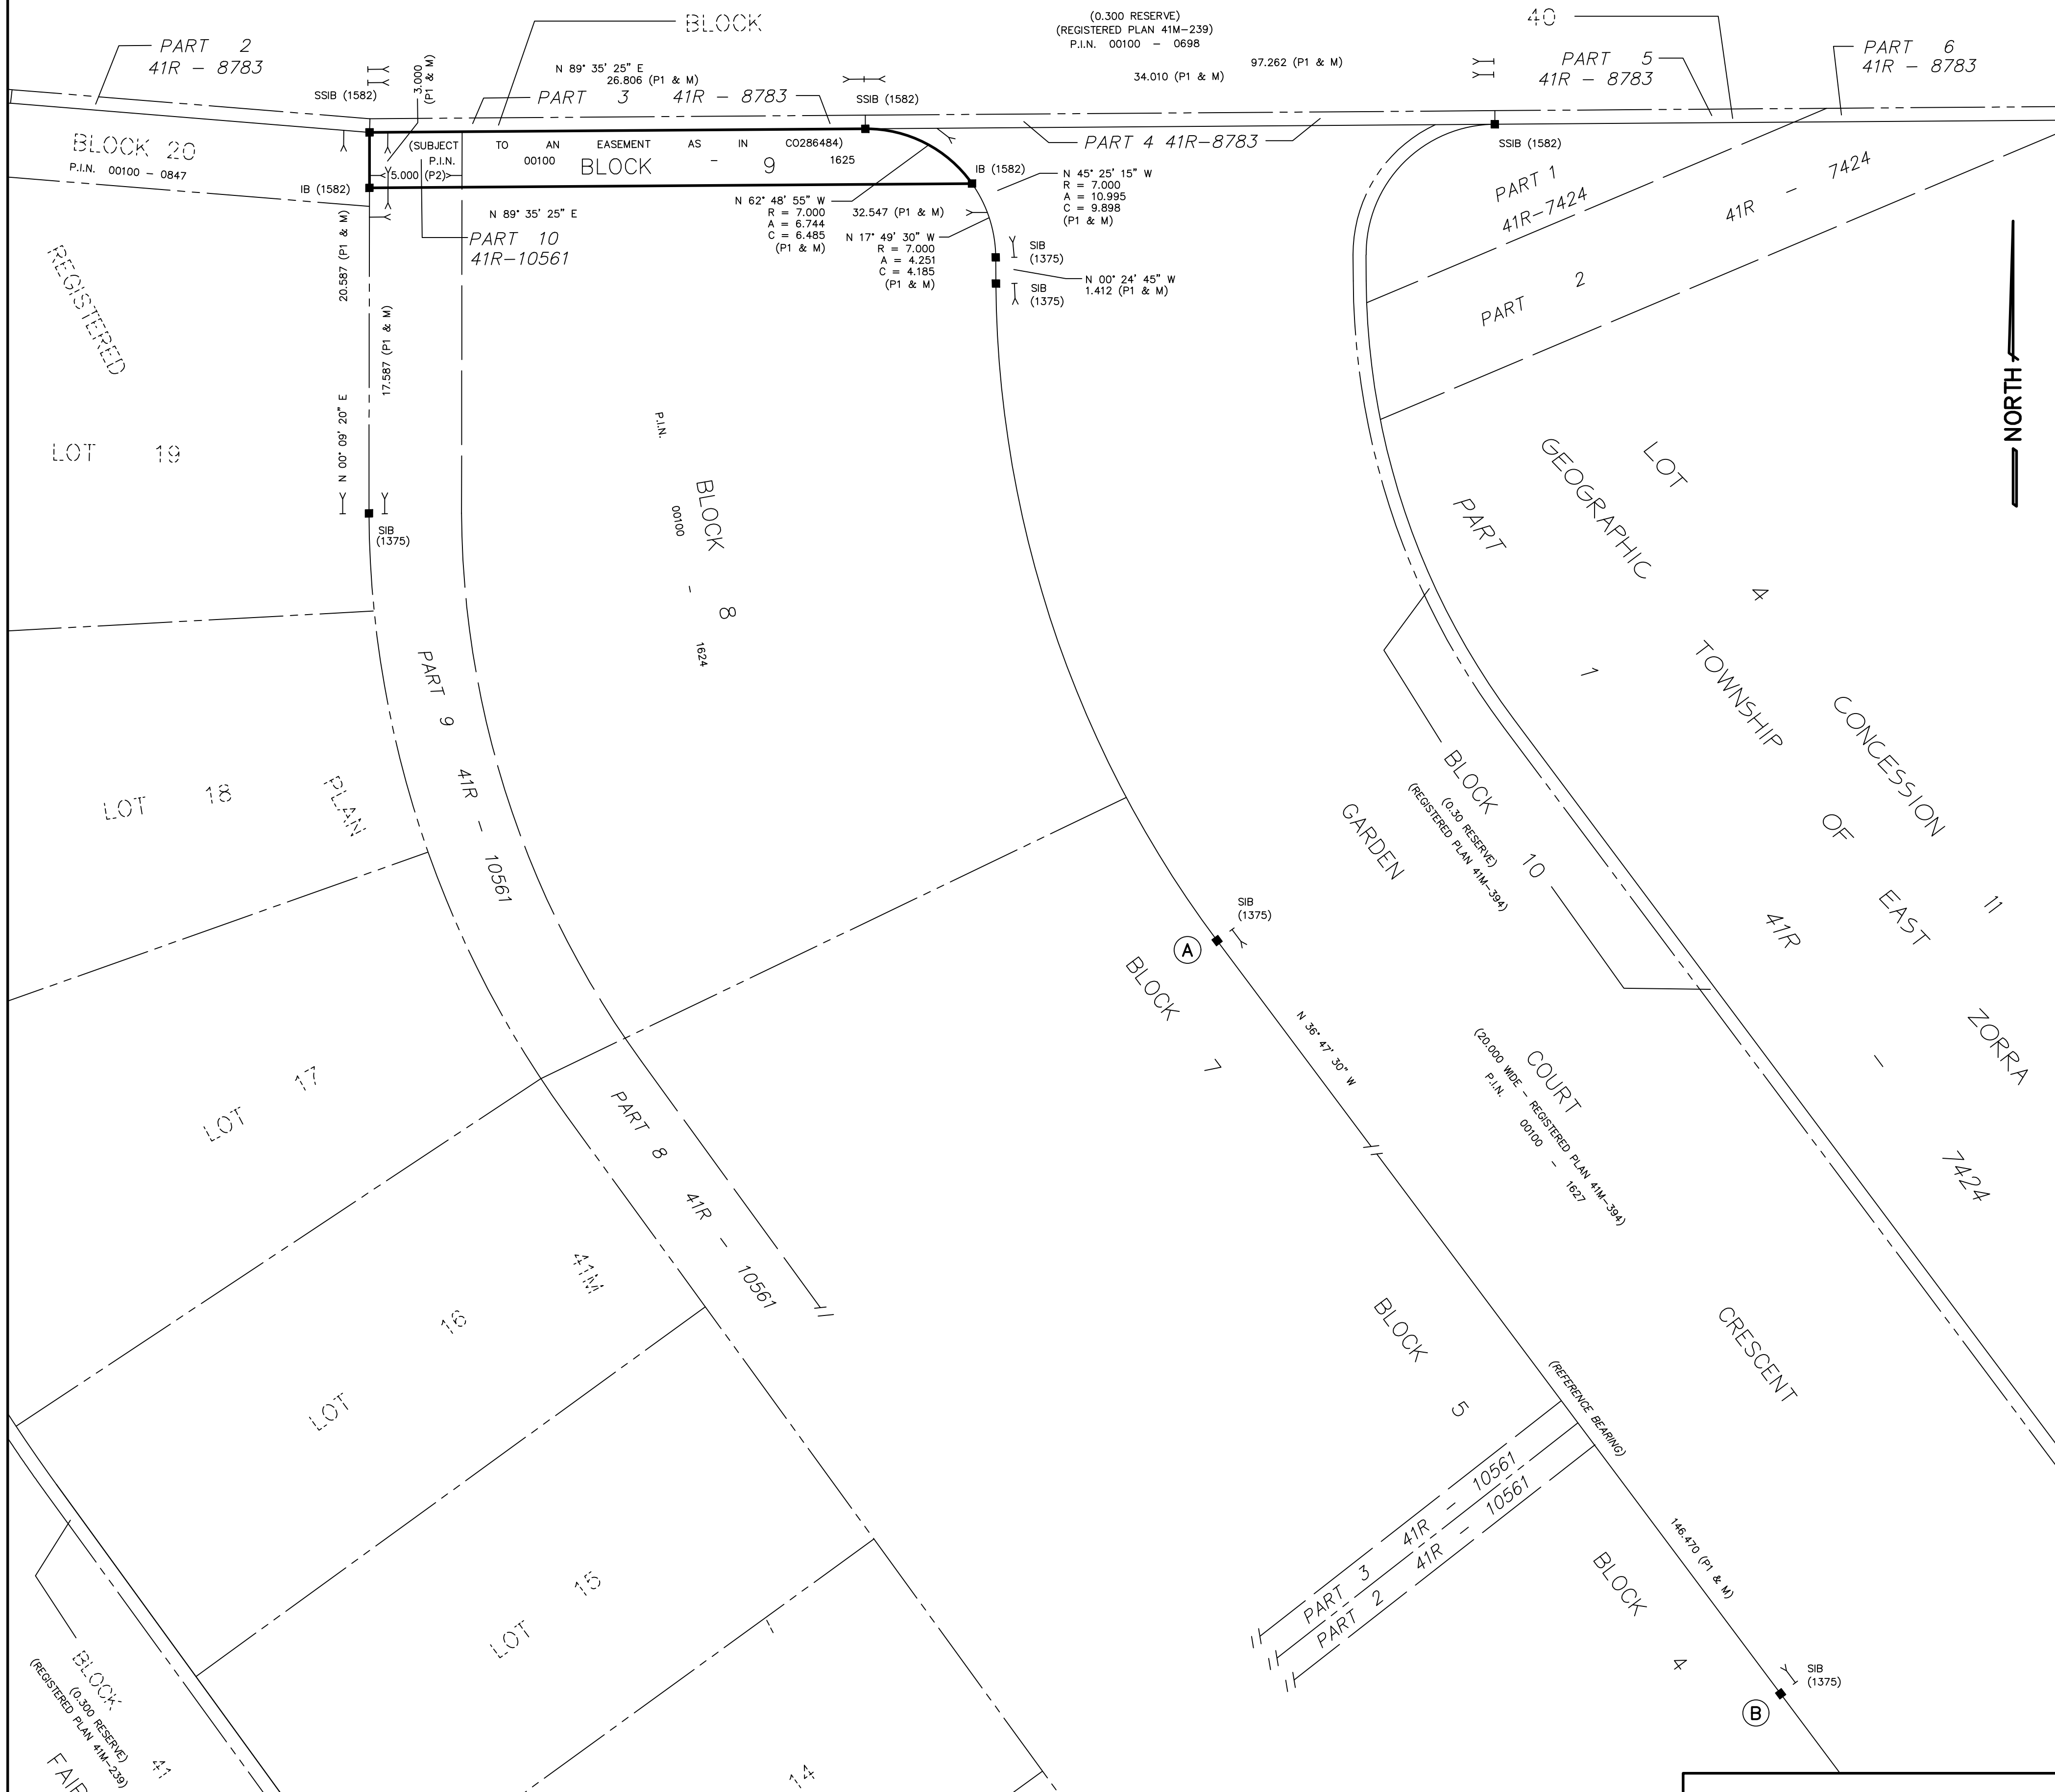 BLOCK
(0.300 RESERVE)
(REGISTERED PLAN 41M-239)
P.I.N. 00100 - 0698
40
PART 2
41R - 8783
N 89° 35' 25" E
26.806 (P1 & M)
97.262 (P1 & M)
34.010 (P1 & M)
PART 5
41R - 8783
PART 6
41R - 8783
3.000
(P1 & M)
SSIB (1582)
PART 3 41R - 8783
SSIB (1582)
PART 4 41R-8783
SSIB (1582)
BLOCK 20
P.I.N. 00100 - 0847
(SUBJECT TO AN EASEMENT AS IN CO286484)
P.I.N. 00100 - 1625
BLOCK 9
5.000 (P2)
IB (1582)
IB (1582)
N 45° 25' 15" W
R = 7.000
A = 10.995
C = 9.898
(P1 & M)
N 62° 48' 55" W
R = 7.000
A = 6.744
C = 6.485
(P1 & M)
N 89° 35' 25" E
32.547 (P1 & M)
N 17° 49' 30" W
R = 7.000
A = 4.251
C = 4.185
(P1 & M)
PART 10
41R-10561
SIB
(1375)
SIB
(1375)
N 00° 24' 45" W
1.412 (P1 & M)
PART 1
41R-7424
PART 2
41R - 7424
NORTH
20.587 (P1 & M)
17.587 (P1 & M)
N 00° 09' 20" E
SIB
(1375)
REGISTERED
PLAN
41M
-
LOT 19
LOT 18
LOT 17
LOT 16
LOT 15
14
P.I.N. 00100 - 1624
BLOCK 8
PART 9 41R - 10561
PART 8 41R - 10561
LOT 4 CONCESSION 11
GEOGRAPHIC TOWNSHIP OF EAST ZORRA
PART 1 41R - 7424
BLOCK 10
(0.30 RESERVE)
(REGISTERED PLAN 41M-394)
GARDEN COURT CRESCENT
(20.000 WIDE - REGISTERED PLAN 41M-394)
P.I.N. 00100 - 1627
SIB
(1375)
A
BLOCK 7
N 36° 47' 30" W
(REFERENCE BEARING)
146.470 (P1 & M)
BLOCK 5
PART 3 41R - 10561
PART 2 41R - 10561
BLOCK 4
SIB
(1375)
B
BLOCK 41
(0.300 RESERVE)
(REGISTERED PLAN 41M-239)